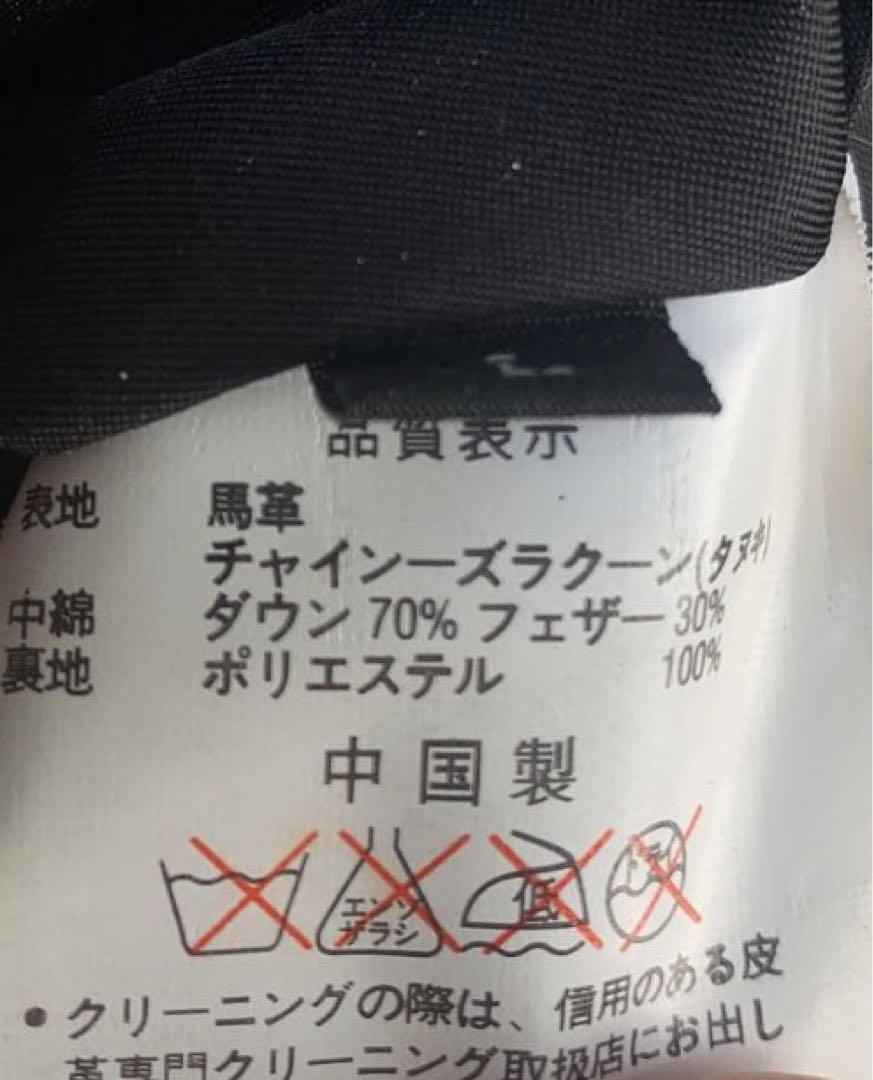 品質表示
表地 馬革
チャインーズラクーン(タヌキ)
中綿 ダウン 70% フェザー 30%
裏地 ポリエステル 100%
中国製
エンソ
サラシ
低
ドライ
• クリーニングの際は、信用のある皮
革専門クリーニング取扱店にお出し